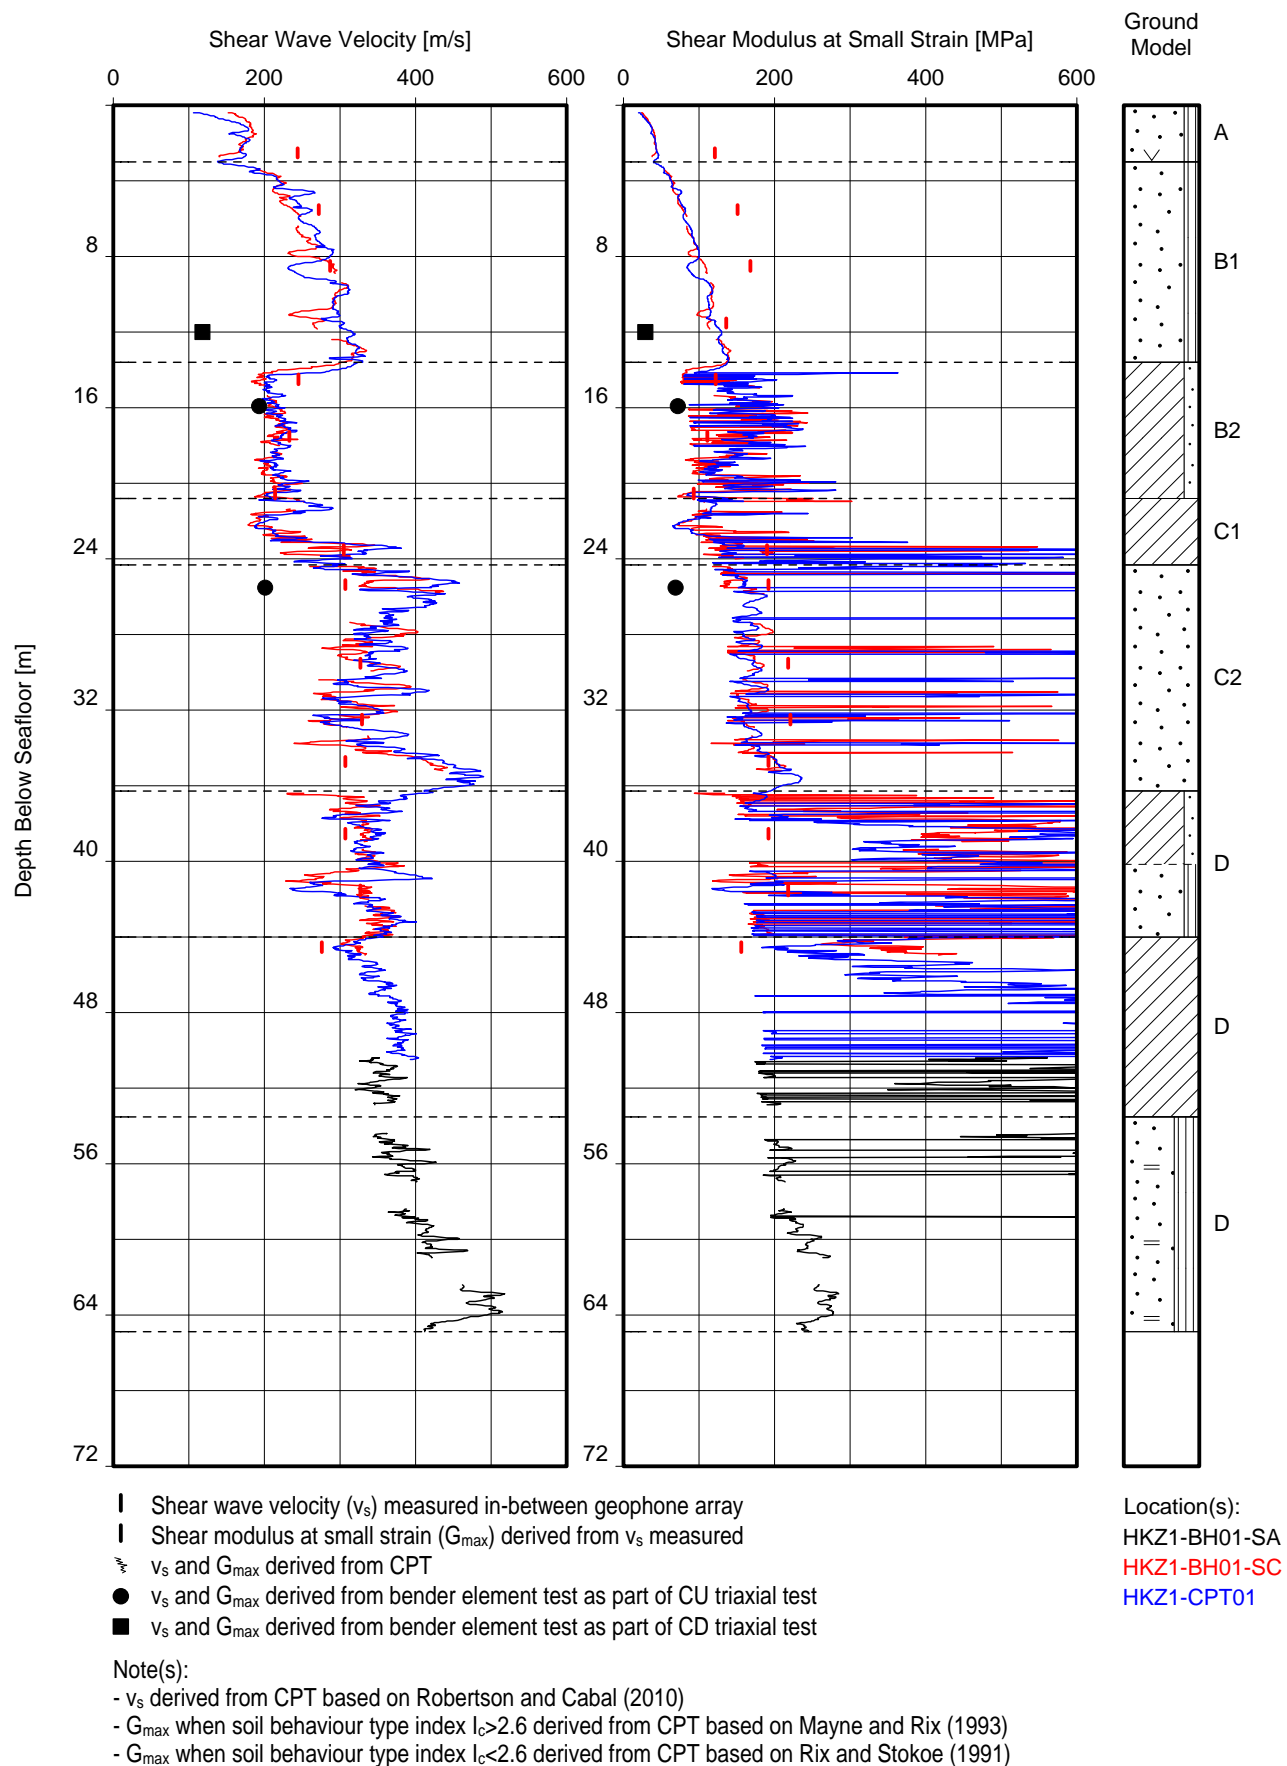 Shear Wave Velocity [m/s]
Shear Modulus at Small Strain [MPa]
Ground
Model
0 200 400 600
0 200 400 600
Depth Below Seafloor [m]
8 8
16 16
24 24
32 32
40 40
48 48
56 56
64 64
72 72
A
B1
B2
C1
C2
D
D
D
Shear wave velocity (vs) measured in-between geophone array
Shear modulus at small strain (Gmax) derived from vs measured
vs and Gmax derived from CPT
vs and Gmax derived from bender element test as part of CU triaxial test
vs and Gmax derived from bender element test as part of CD triaxial test
Location(s):
HKZ1-BH01-SA
HKZ1-BH01-SC
HKZ1-CPT01
Note(s):
- vs derived from CPT based on Robertson and Cabal (2010)
- Gmax when soil behaviour type index Ic>2.6 derived from CPT based on Mayne and Rix (1993)
- Gmax when soil behaviour type index Ic<2.6 derived from CPT based on Rix and Stokoe (1991)